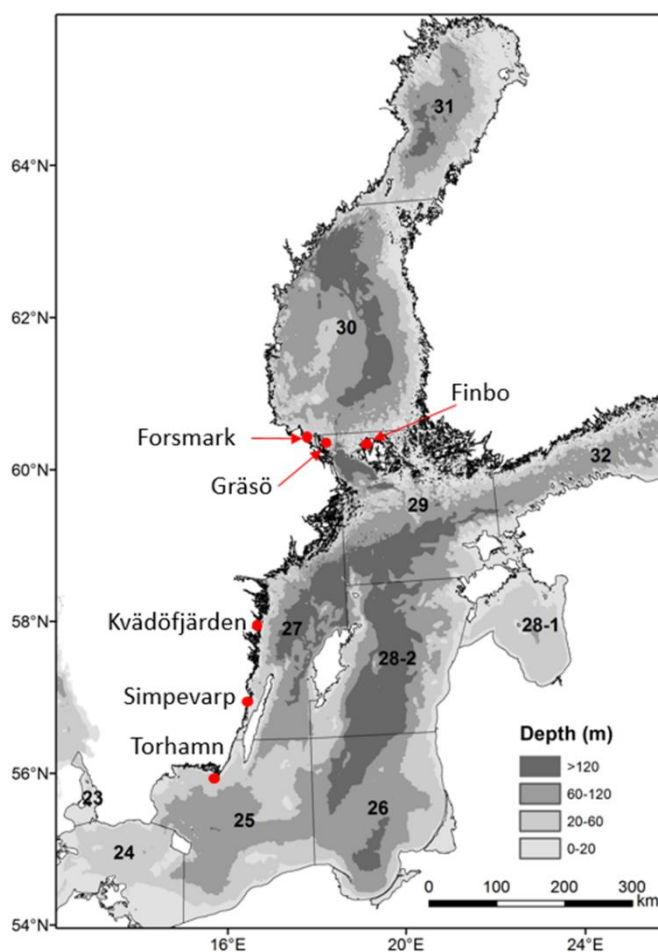 31
64°N
62°N
30
Finbo
Forsmark
32
60°N
Gräsö
29
58°N
Kvädöfjärden
27
28-1
28-2
Simpevarp
Depth (m)
Torhamn
>120
56°N
23
60-120
25
26
20-60
24
0-20
0 100 200 300
km
54°N
16°E
20°E
24°E